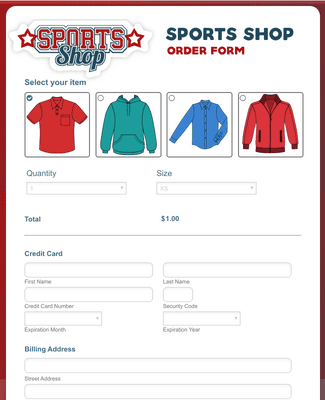 SPORTS
Shop
SPORTS SHOP
ORDER FORM
Select your item
Quantity Size
1 XS
Total $1.00
Credit Card
First Name Last Name
Credit Card Number Security Code
Expiration Month Expiration Year
Billing Address
Street Address